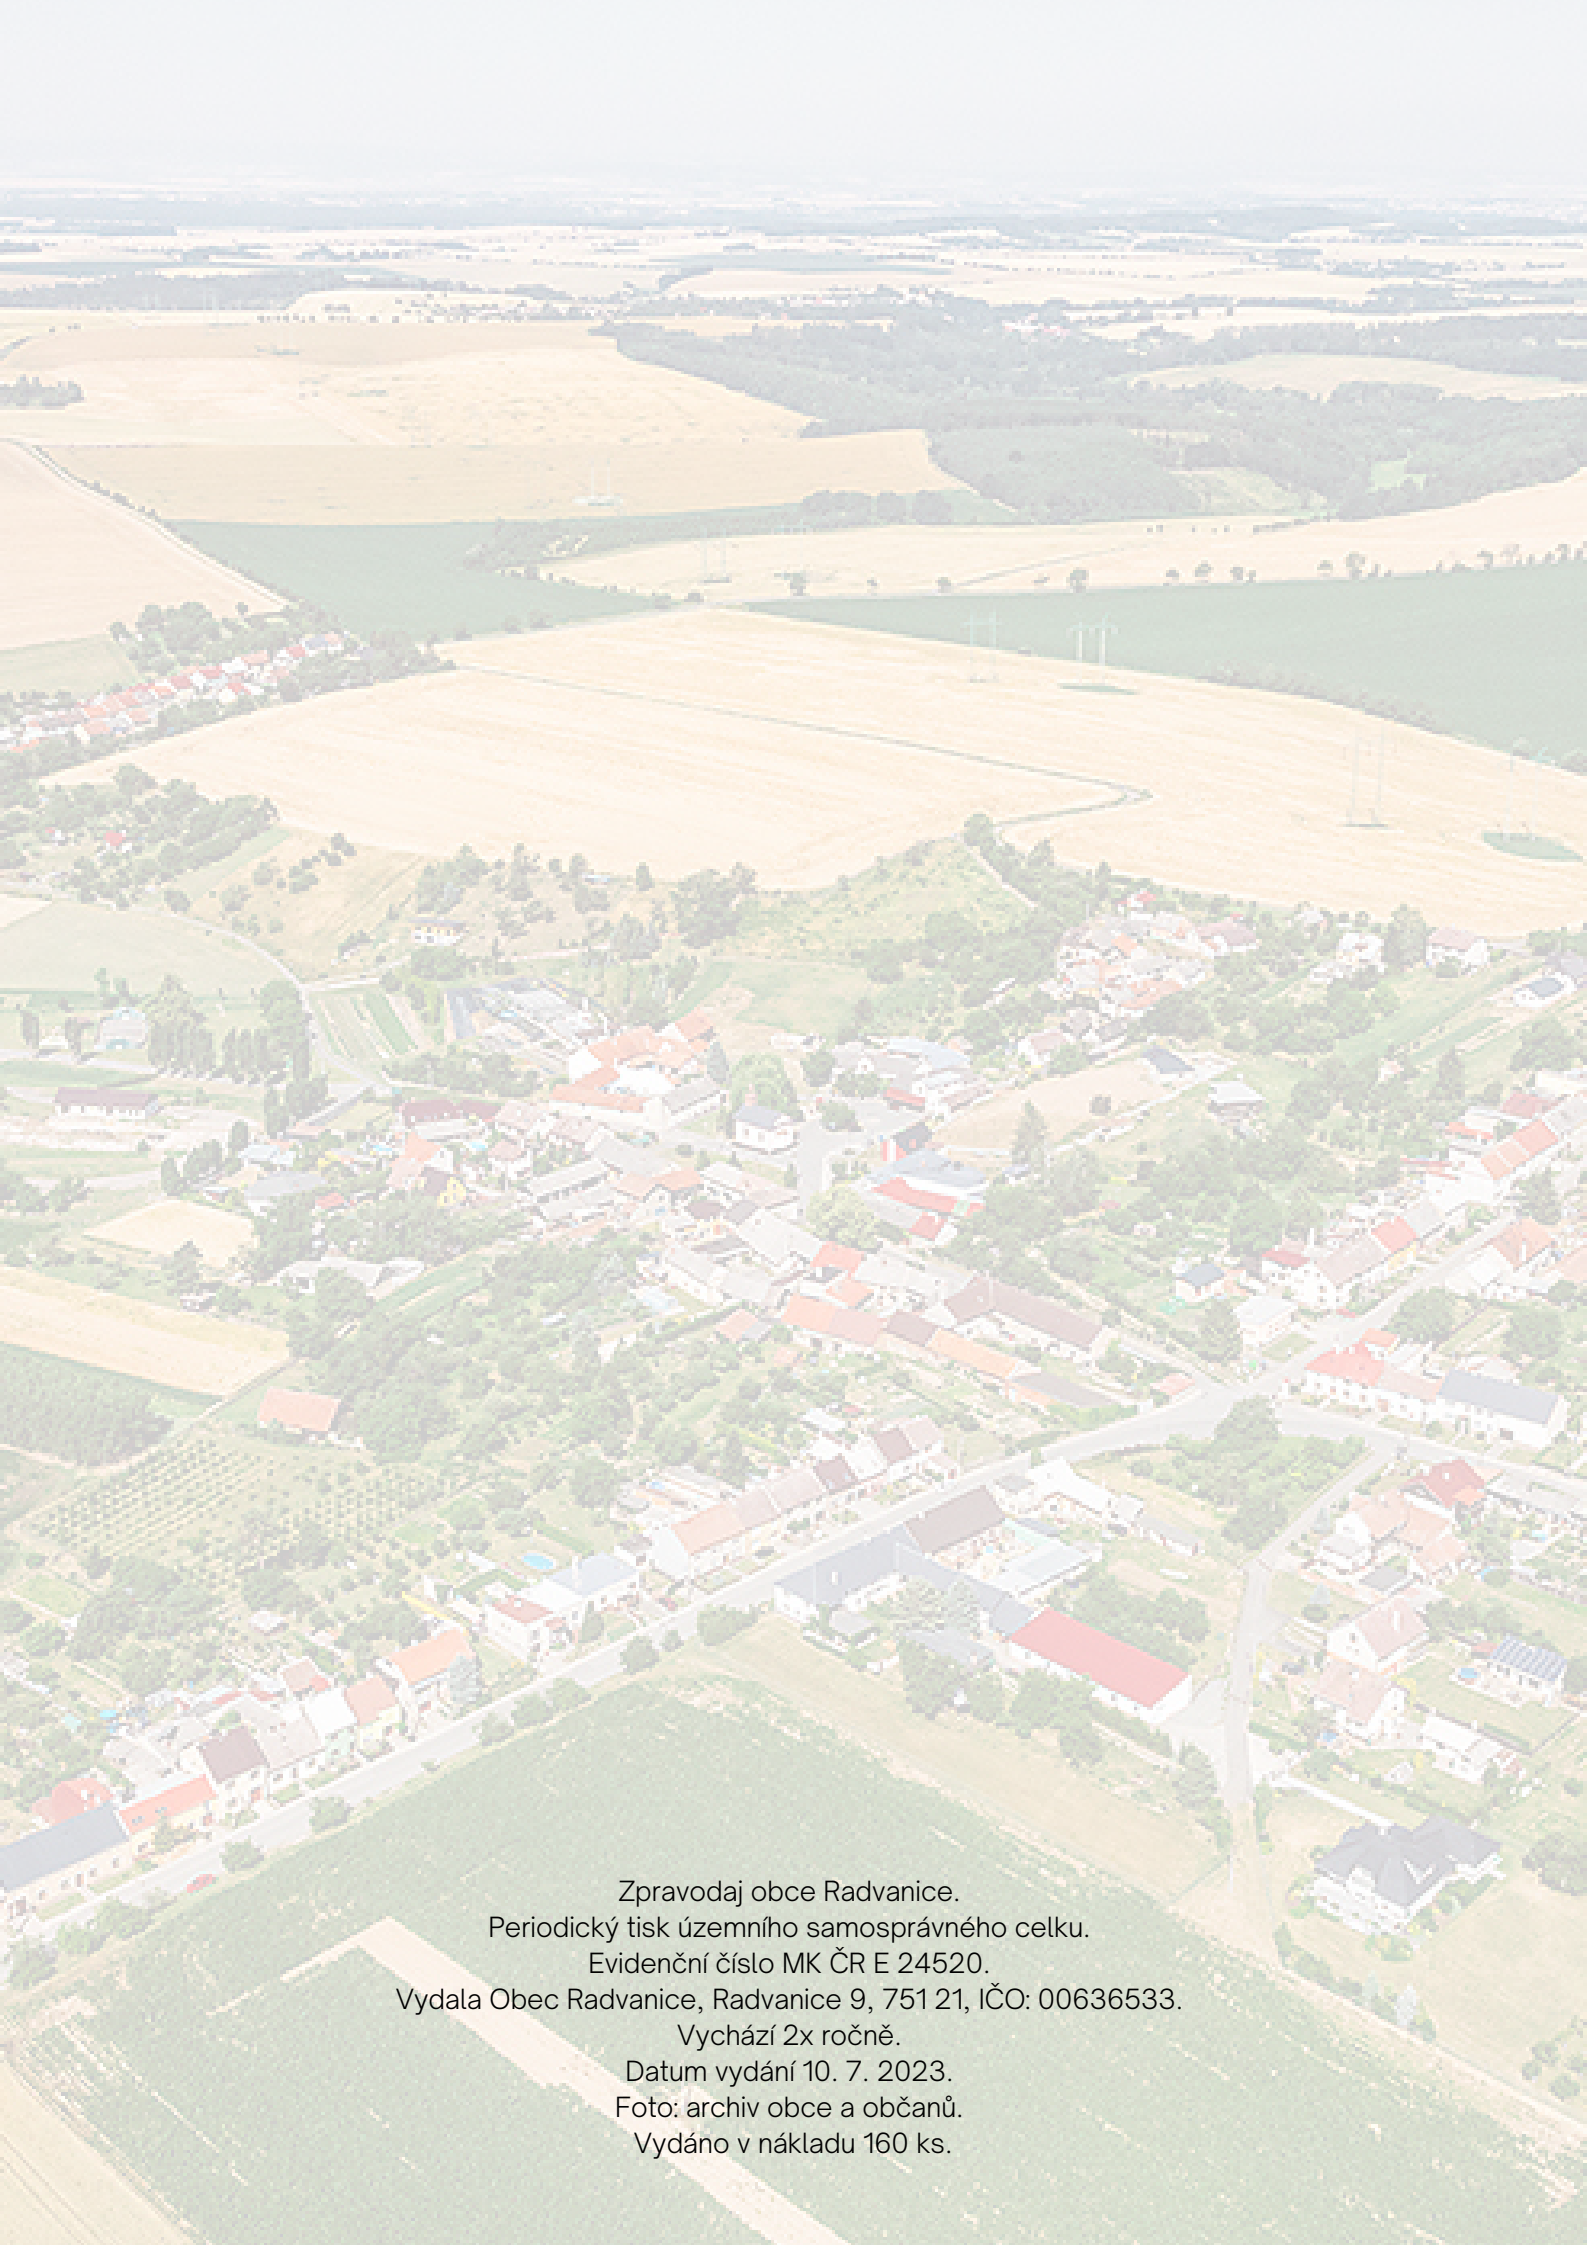 Zpravodaj obce Radvanice.
Periodický tisk územního samosprávného celku.
Evidenční číslo MK ČR E 24520.
Vydala Obec Radvanice, Radvanice 9, 751 21, IČO: 00636533.
Vychází 2x ročně.
Datum vydání 10. 7. 2023.
Foto: archiv obce a občanů.
Vydáno v nákladu 160 ks.